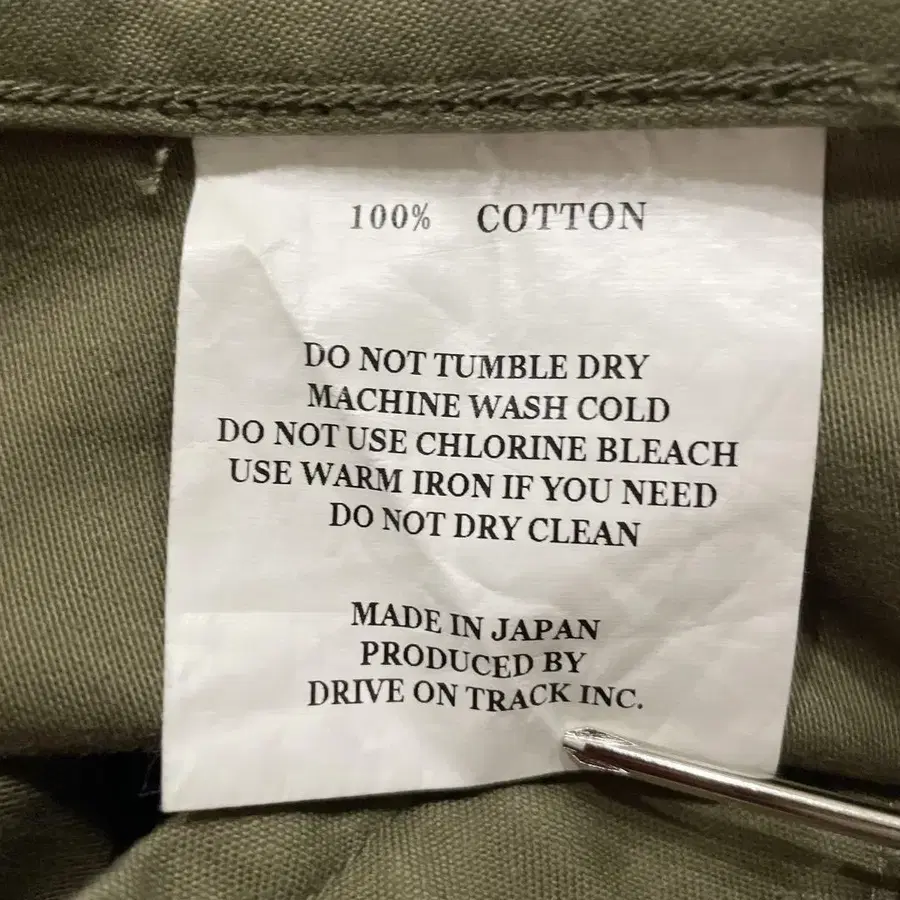 100% COTTON
DO NOT TUMBLE DRY
MACHINE WASH COLD
DO NOT USE CHLORINE BLEACH
USE WARM IRON IF YOU NEED
DO NOT DRY CLEAN
MADE IN JAPAN
PRODUCED BY
DRIVE ON TRACK INC.